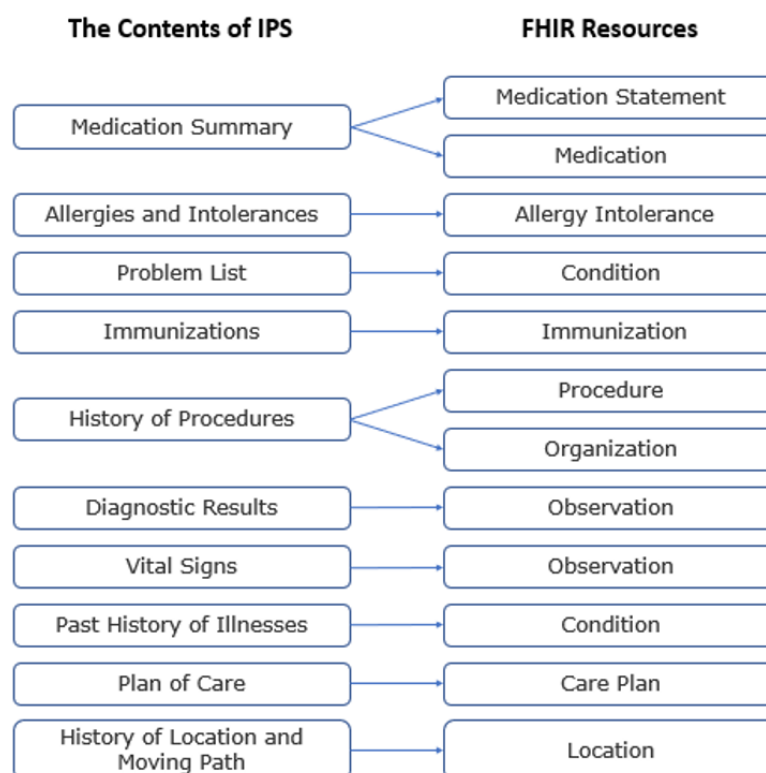 The Contents of IPS
FHIR Resources
Medication Summary
Medication Statement
Medication
Allergies and Intolerances
Allergy Intolerance
Problem List
Condition
Immunizations
Immunization
History of Procedures
Procedure
Organization
Diagnostic Results
Observation
Vital Signs
Observation
Past History of Illnesses
Condition
Plan of Care
Care Plan
History of Location and
Moving Path
Location